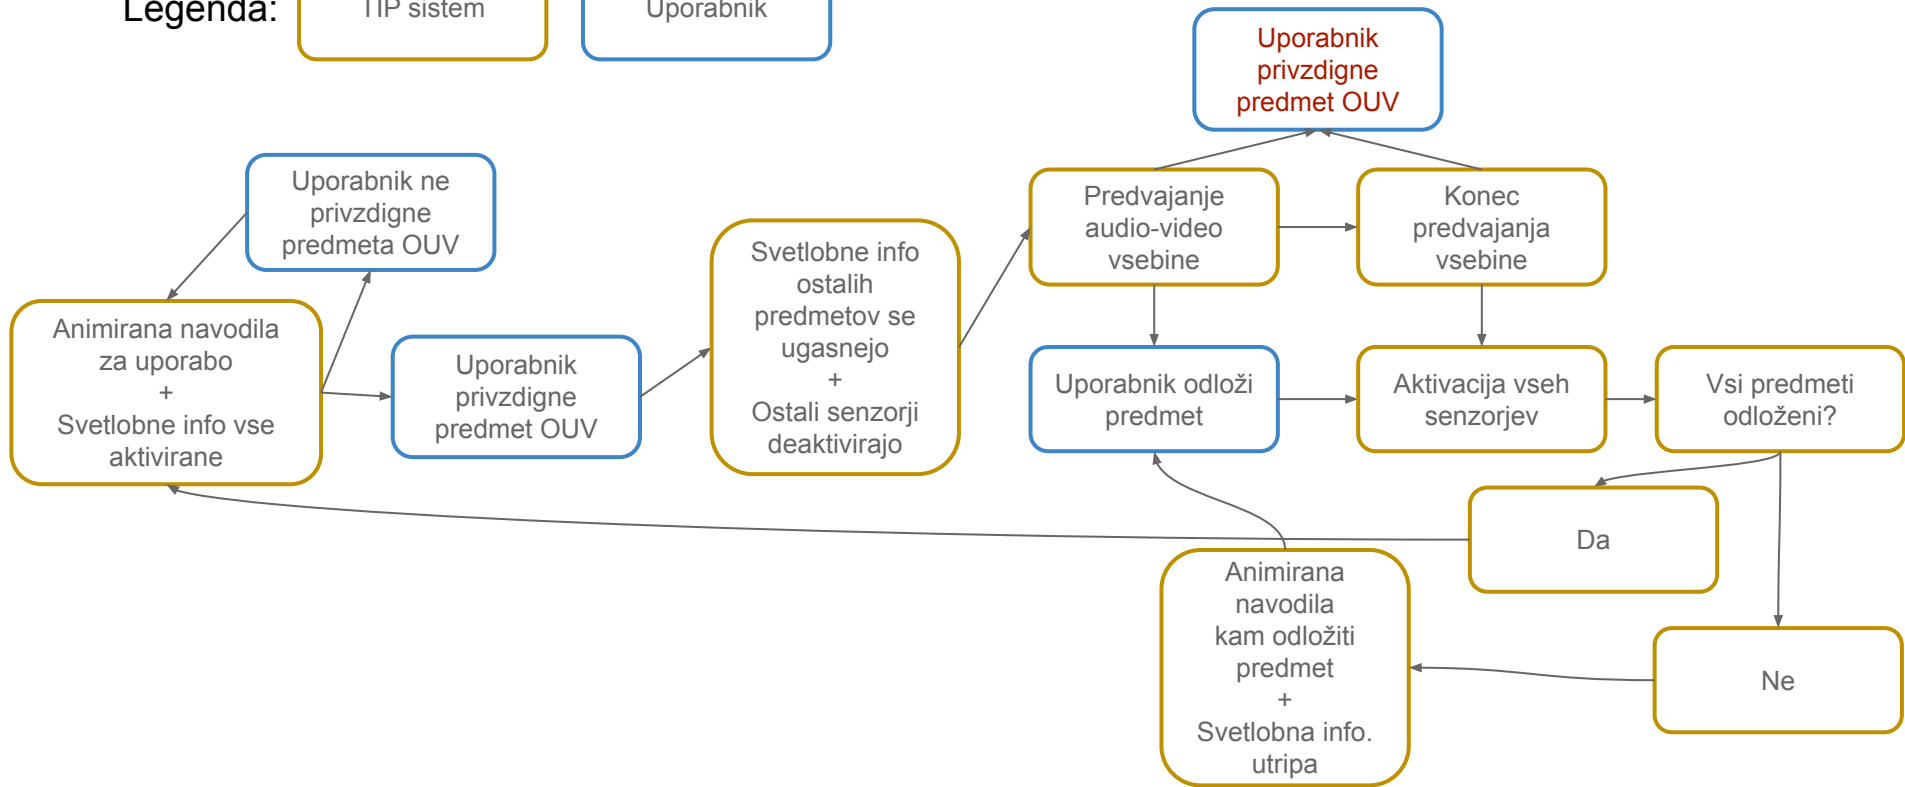 Legenda:
TIP sistem
Uporabnik
Uporabnik
privzdigne
predmet OUV
Uporabnik ne
privzdigne
predmeta OUV
Animirana navodila
za uporabo
+
Svetlobne info vse
aktivirane
Uporabnik
privzdigne
predmet OUV
Svetlobne info
ostalih
predmetov se
ugasnejo
+
Ostali senzorji
deaktivirajo
Predvajanje
audio-video
vsebine
Konec
predvajanja
vsebine
Uporabnik odloži
predmet
Aktivacija vseh
senzorjev
Vsi predmeti
odloženi?
Da
Ne
Animirana
navodila
kam odložiti
predmet
+
Svetlobna info.
utripa